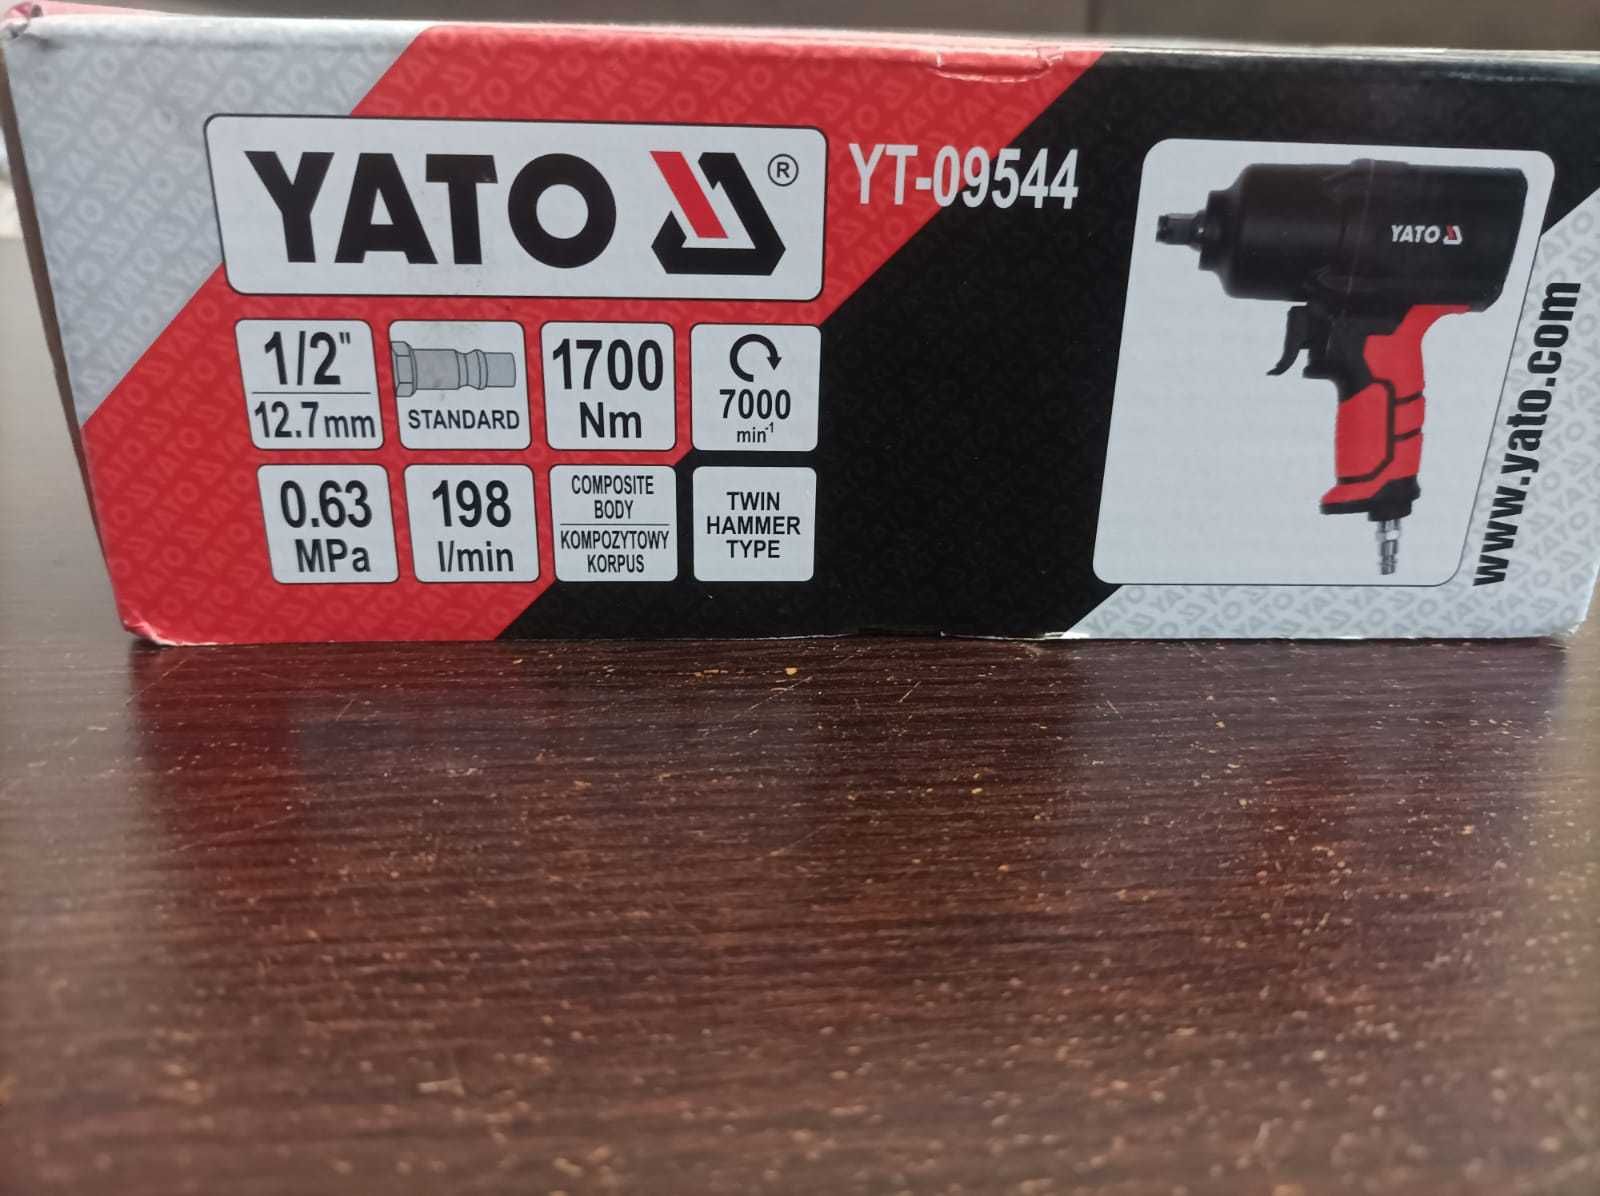 YATO ®
YT-09544
1/2"
12.7mm
STANDARD
1700
Nm
7000
min-1
0.63
MPa
198
l/min
COMPOSITE
BODY
KOMPOZYTOWY
KORPUS
TWIN
HAMMER
TYPE
YATO
www.yato.com